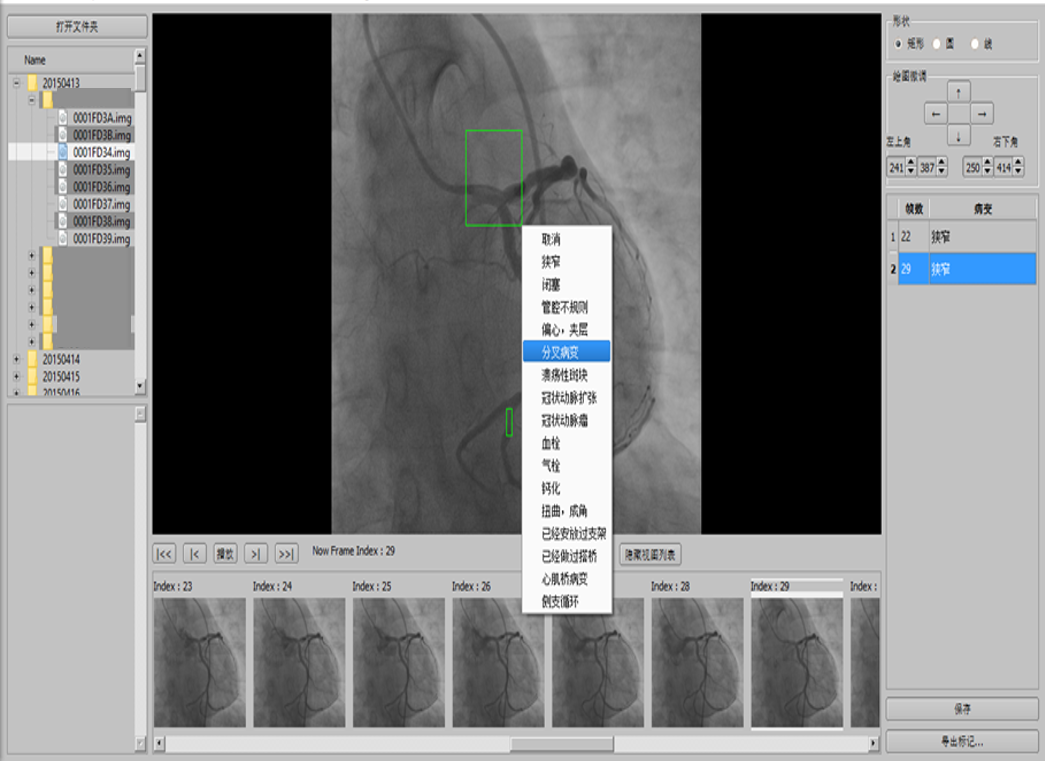 打开文件夹
Name
20150413
0001FD3A.img
0001FD3B.img
0001FD34.img
0001FD35.img
0001FD36.img
0001FD37.img
0001FD38.img
0001FD39.img
20150414
20150415
20150416
取消
狭窄
闭塞
管腔不规则
偏心，夹层
分叉病变
溃疡性斑块
冠状动脉扩张
冠状动脉瘤
血栓
气栓
钙化
扭曲，成角
已经安放过支架
已经做过搭桥
心肌桥病变
侧支循环
|<<
|<
播放
>|
>>|
Now Frame Index : 29
隐藏视图列表
Index : 23
Index : 24
Index : 25
Index : 26
Index : 28
Index : 29
Index :
形状
矩形
圆
线
绘图微调
↑
←
→
↓
左上角
右下角
241
387
250
414
帧数
病变
1 22 狭窄
2 29 狭窄
保存
导出标记...